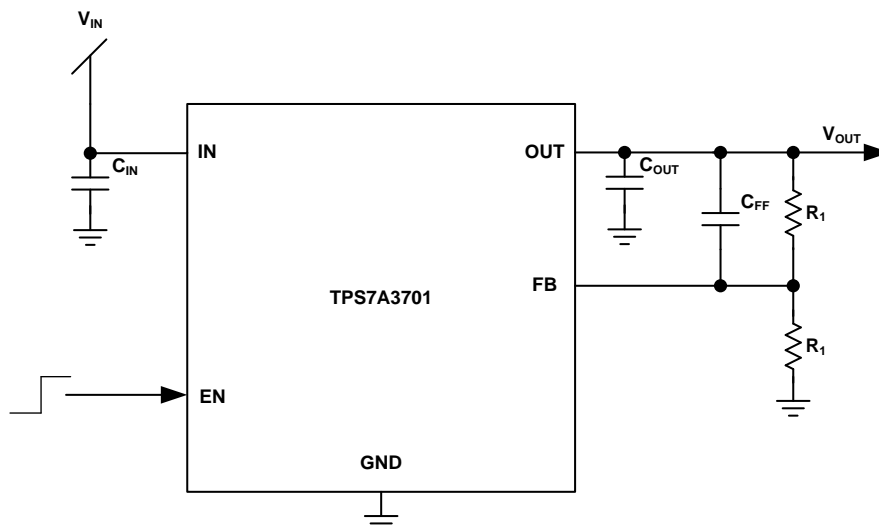 VIN
CIN
IN
OUT
COUT
CFF
VOUT
R1
TPS7A3701
FB
R1
EN
GND